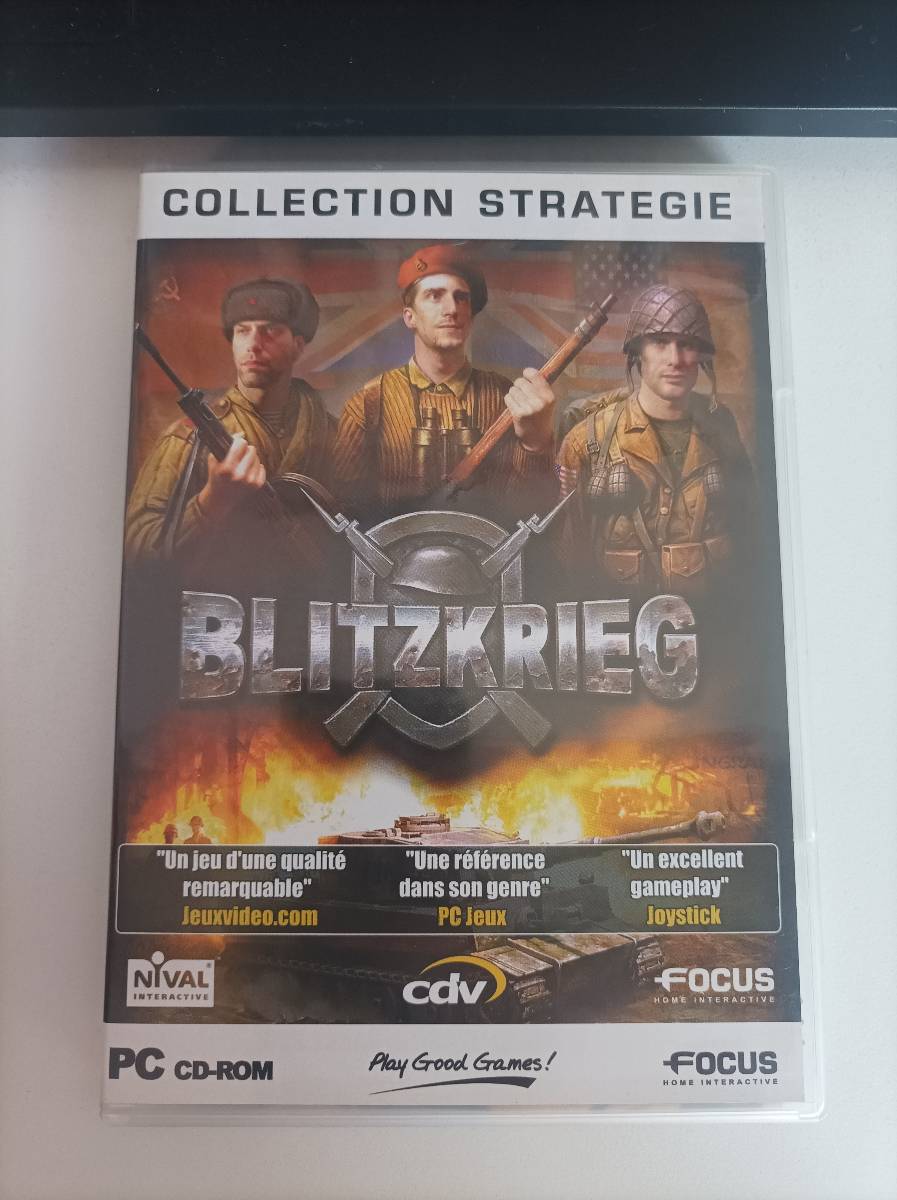 COLLECTION STRATEGIE
BLITZKRIEG
"Un jeu d'une qualité
remarquable"
Jeuxvideo.com
"Une référence
dans son genre"
PC Jeux
"Un excellent
gameplay"
Joystick
NIVAL
INTERACTIVE
cdv
FOCUS
HOME INTERACTIVE
PC CD-ROM
Play Good Games!
FOCUS
HOME INTERACTIVE